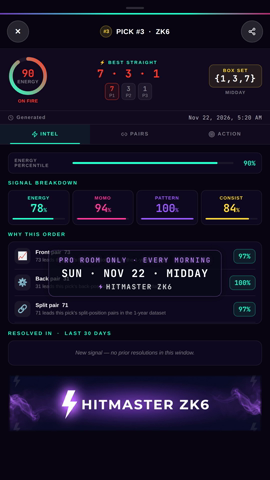 ×
#3 PICK #3 · ZK6
90
ENERGY
ON FIRE
⚡ BEST STRAIGHT
7 · 3 · 1
7 P1
3 P2
1 P3
BOX SET
{1,3,7}
MIDDAY
Generated
Nov 22, 2026, 5:20 AM
INTEL
PAIRS
ACTION
ENERGY PERCENTILE
90%
SIGNAL BREAKDOWN
ENERGY
78%
MOMO
94%
PATTERN
100%
CONSIST
84%
WHY THIS ORDER
Front pair
97%
PRO ROOM ONLY · EVERY MORNING
SUN · NOV 22 · MIDDAY
⚡ HITMASTER ZK6
Back
100%
Split pair 71
71 leads this pick's split-position pairs in the 1-year dataset
97%
RESOLVED IN · LAST 30 DAYS
New signal — no prior resolutions in this window.
HITMASTER ZK6